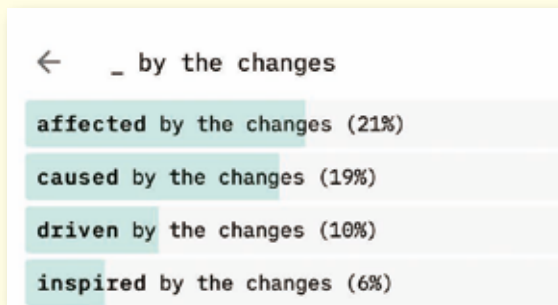 ← _ by the changes
affected by the changes (21%)
caused by the changes (19%)
driven by the changes (10%)
inspired by the changes (6%)